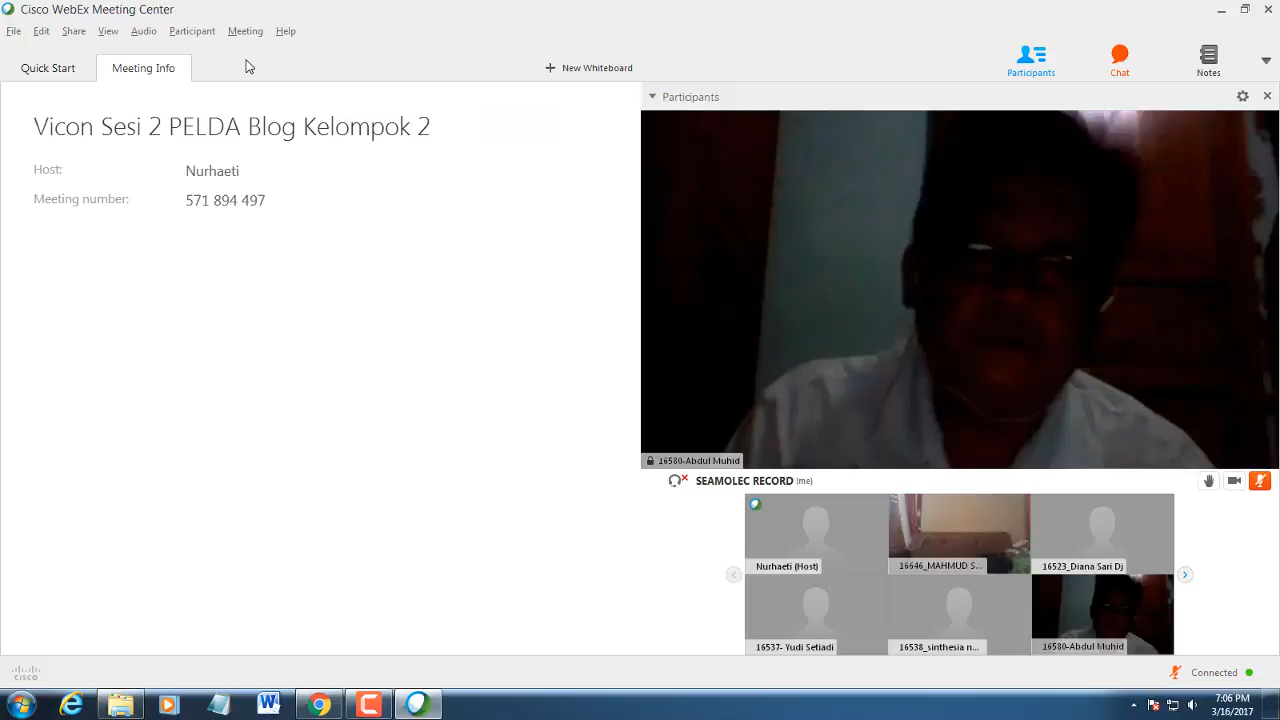 Cisco WebEx Meeting Center
File Edit Share View Audio Participant Meeting Help
Quick Start Meeting Info New Whiteboard
Participants Chat Notes
Participants
Vicon Sesi 2 PELDA Blog Kelompok 2
Host: Nurhaeti
Meeting number: 571 894 497
16580-Abdul Muhid
SEAMOLEC RECORD (me)
Nurhaeti (Host) 16646_MAHMUD S... 16523_Diana Sari Dj
16537- Yudi Setiadi 16538_sinthesia n... 16580-Abdul Muhid
cisco
Connected
7:06 PM
3/16/2017